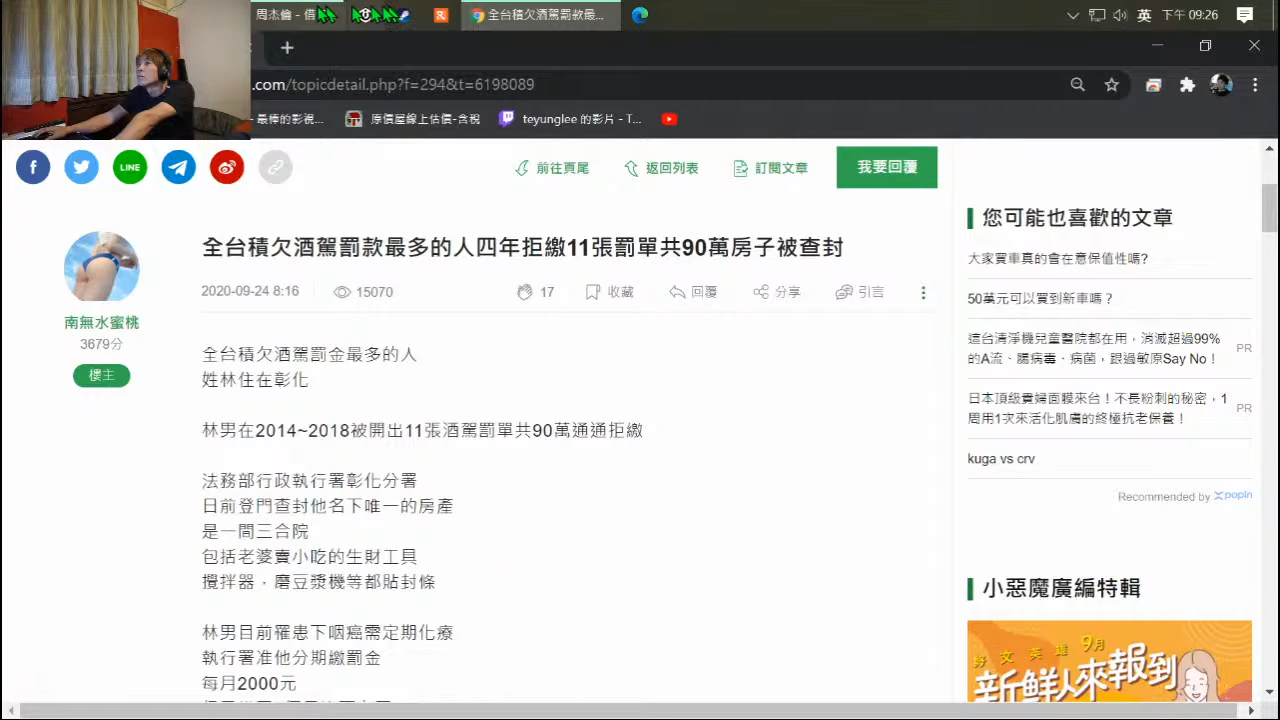 周杰倫 - 借
全台積欠酒駕罰款最...
英
下午 09:26
.com/topicdetail.php?f=294&t=6198089
- 最棒的影視...
原價屋線上估價-含稅
teyunglee 的影片 - T...
LINE
前往頁尾
返回列表
訂閱文章
我要回覆
全台積欠酒駕罰款最多的人四年拒繳11張罰單共90萬房子被查封
2020-09-24 8:16
15070
17
收藏
回覆
分享
引言
南無水蜜桃
3679分
樓主
全台積欠酒駕罰金最多的人
姓林住在彰化
林男在2014~2018被開出11張酒駕罰單共90萬通通拒繳
法務部行政執行署彰化分署
日前登門查封他名下唯一的房產
是一間三合院
包括老婆賣小吃的生財工具
攪拌器，磨豆漿機等都貼封條
林男目前罹患下咽癌需定期化療
執行署准他分期繳罰金
每月2000元
您可能也喜歡的文章
大家買車真的會在意保值性嗎?
50萬元可以買到新車嗎？
這台清淨機兒童醫院都在用，消滅超過99%
的A流、腸病毒、病菌，跟過敏原Say No！
PR
日本頂級貴婦面膜來台！不長粉刺的秘密，1
周用1次來活化肌膚的終極抗老保養！
PR
kuga vs crv
Recommended by popIn
小惡魔廣編特輯
好文英雄 9月
新鮮人來報到